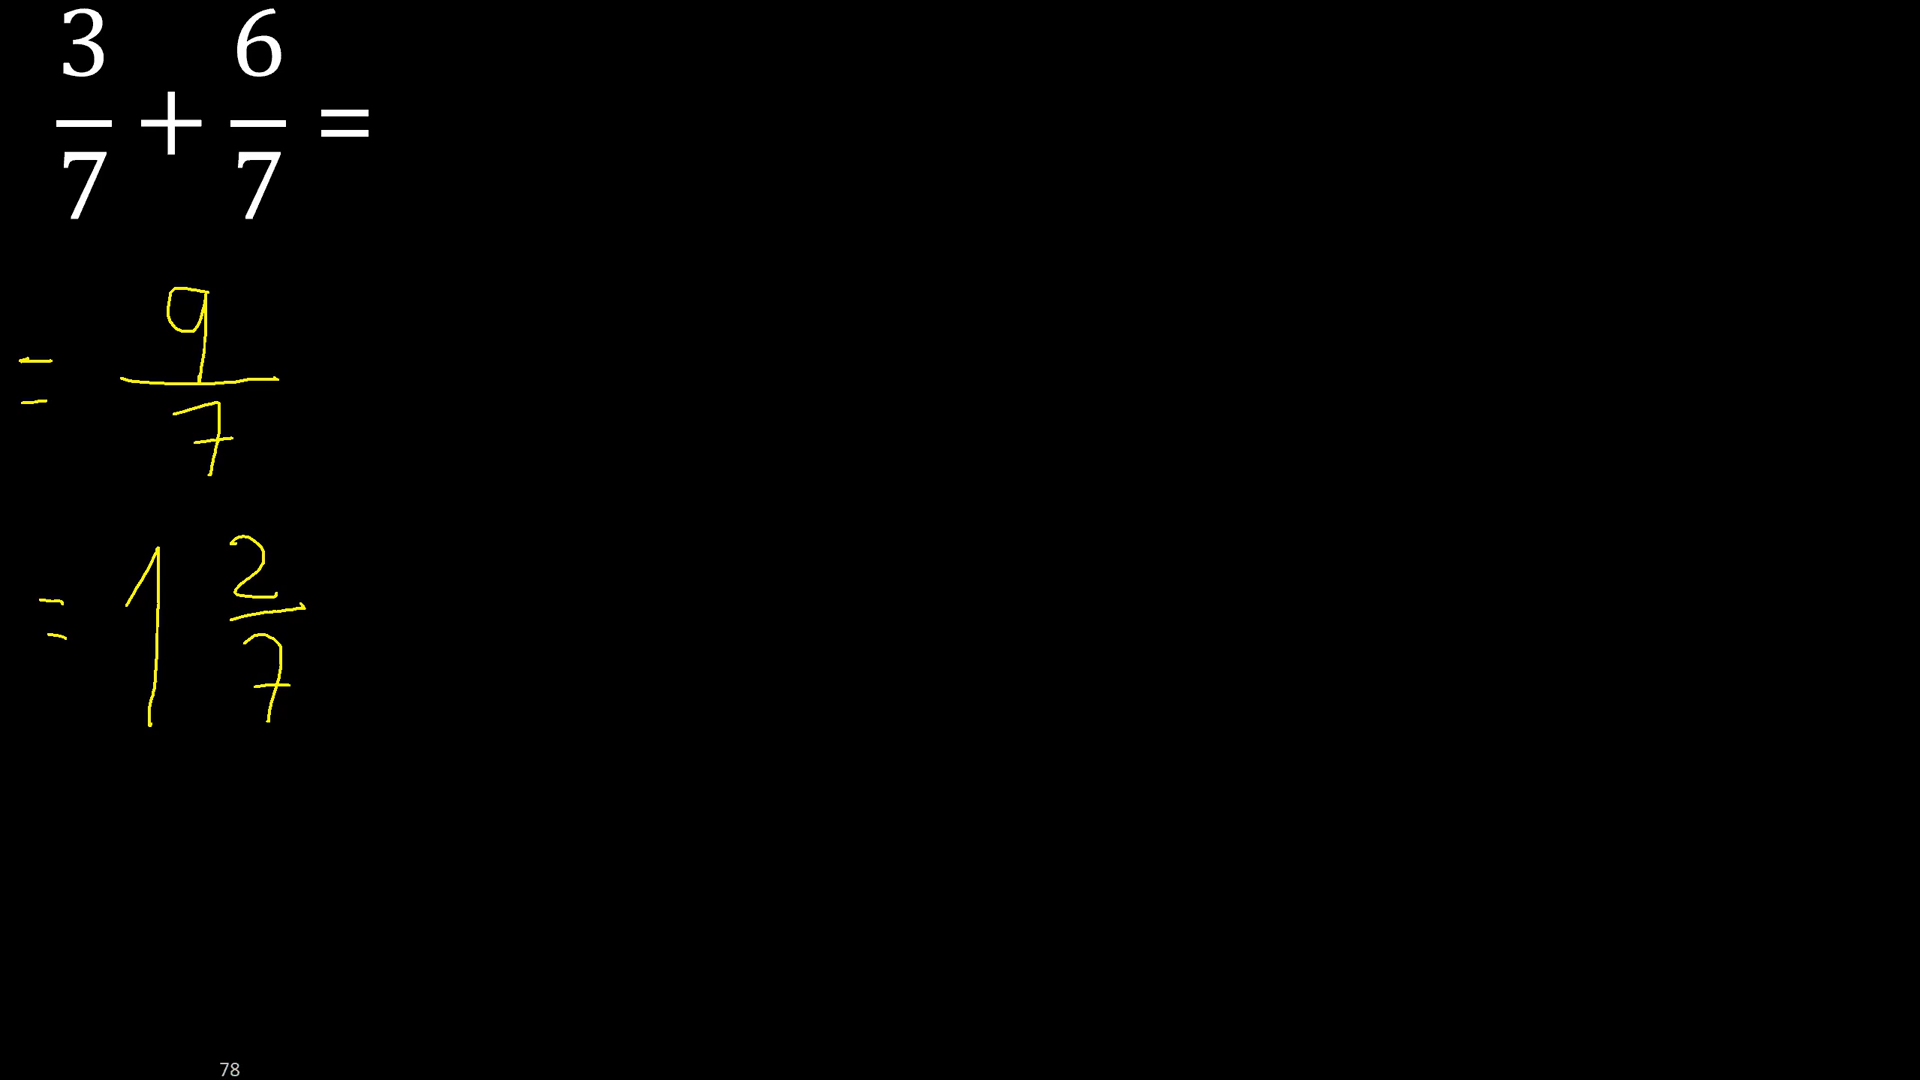 3/7 + 6/7 =
= 9/7
= 1 2/7
78